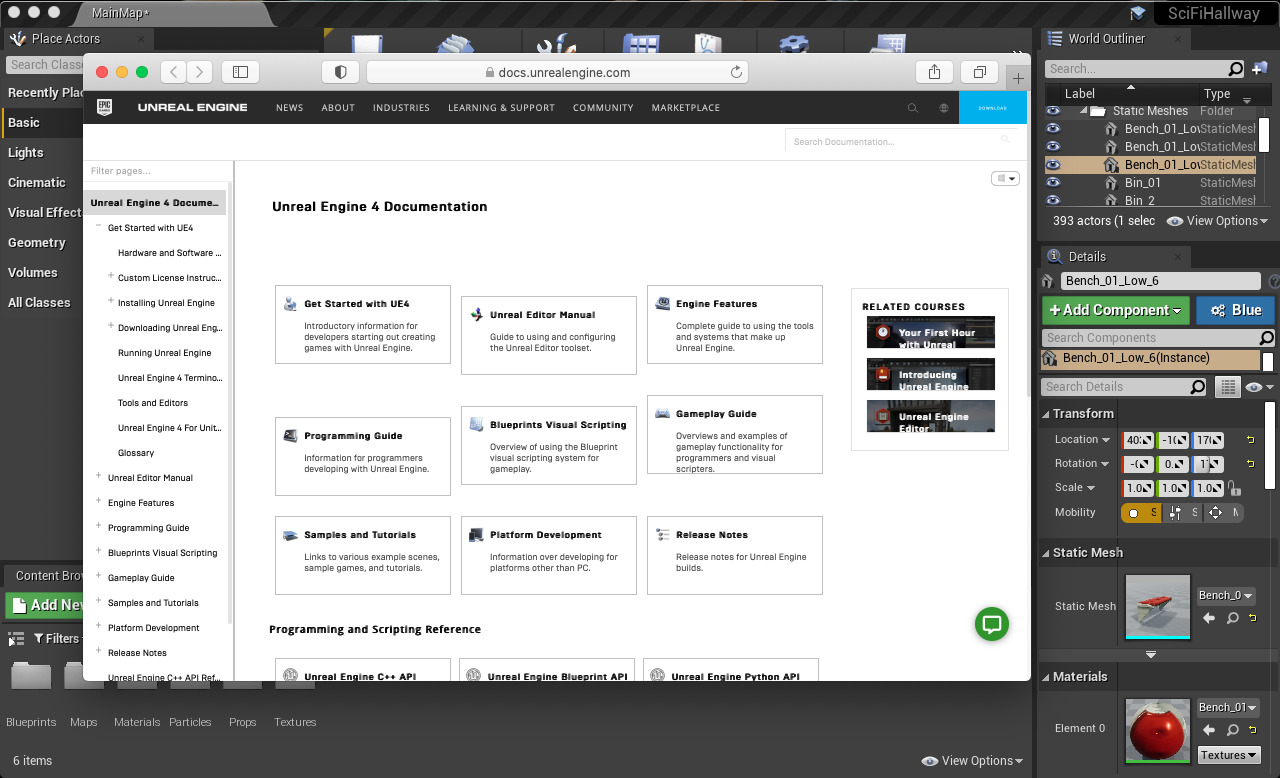 MainMap*
SciFiHallway
Place Actors
Search Classe
Recently Plac
Basic
Lights
Cinematic
Visual Effect
Geometry
Volumes
All Classes
Content Brow
Add New
Filters
docs.unrealengine.com
UNREAL ENGINE
NEWS
ABOUT
INDUSTRIES
LEARNING & SUPPORT
COMMUNITY
MARKETPLACE
DOWNLOAD
Search Documentation...
Filter pages...
Unreal Engine 4 Docume...
Get Started with UE4
Hardware and Software ...
Custom License Instruc...
Installing Unreal Engine
Downloading Unreal Eng...
Running Unreal Engine
Unreal Engine 4 Termino...
Tools and Editors
Unreal Engine 4 For Unit...
Glossary
Unreal Editor Manual
Engine Features
Programming Guide
Blueprints Visual Scripting
Gameplay Guide
Samples and Tutorials
Platform Development
Release Notes
Unreal Engine C++ API Ref...
Unreal Engine 4 Documentation
Get Started with UE4
Introductory information for
developers starting out creating
games with Unreal Engine.
Unreal Editor Manual
Guide to using and configuring
the Unreal Editor toolset.
Engine Features
Complete guide to using the tools
and systems that make up
Unreal Engine.
Programming Guide
Information for programmers
developing with Unreal Engine.
Blueprints Visual Scripting
Overview of using the Blueprint
visual scripting system for
gameplay.
Gameplay Guide
Overviews and examples of
gameplay functionality for
programmers and visual
scripters.
Samples and Tutorials
Links to various example scenes,
sample games, and tutorials.
Platform Development
Information over developing for
platforms other than PC.
Release Notes
Release notes for Unreal Engine
builds.
RELATED COURSES
Your First Hour
with Unreal
Introducing
Unreal Engine
Unreal Engine
Editor
Programming and Scripting Reference
Unreal Engine C++ API
Unreal Engine Blueprint API
Unreal Engine Python API
Blueprints
Maps
Materials
Particles
Props
Textures
6 items
View Options
World Outliner
Search...
Label
Type
Static Meshes Folder
Bench_01_Lov StaticMesh
Bench_01_Lov StaticMesh
Bench_01_Lov StaticMesh
Bin_01 StaticMesh
Bin_2 StaticMesh
393 actors (1 selec
View Options
Details
Bench_01_Low_6
+Add Component
Blue
Search Components
Bench_01_Low_6(Instance)
Search Details
Transform
Location
Rotation
Scale 1.0 1.0 1.0
Mobility S S M
Static Mesh
Static Mesh
Bench_0
Materials
Element 0
Bench_01
Textures